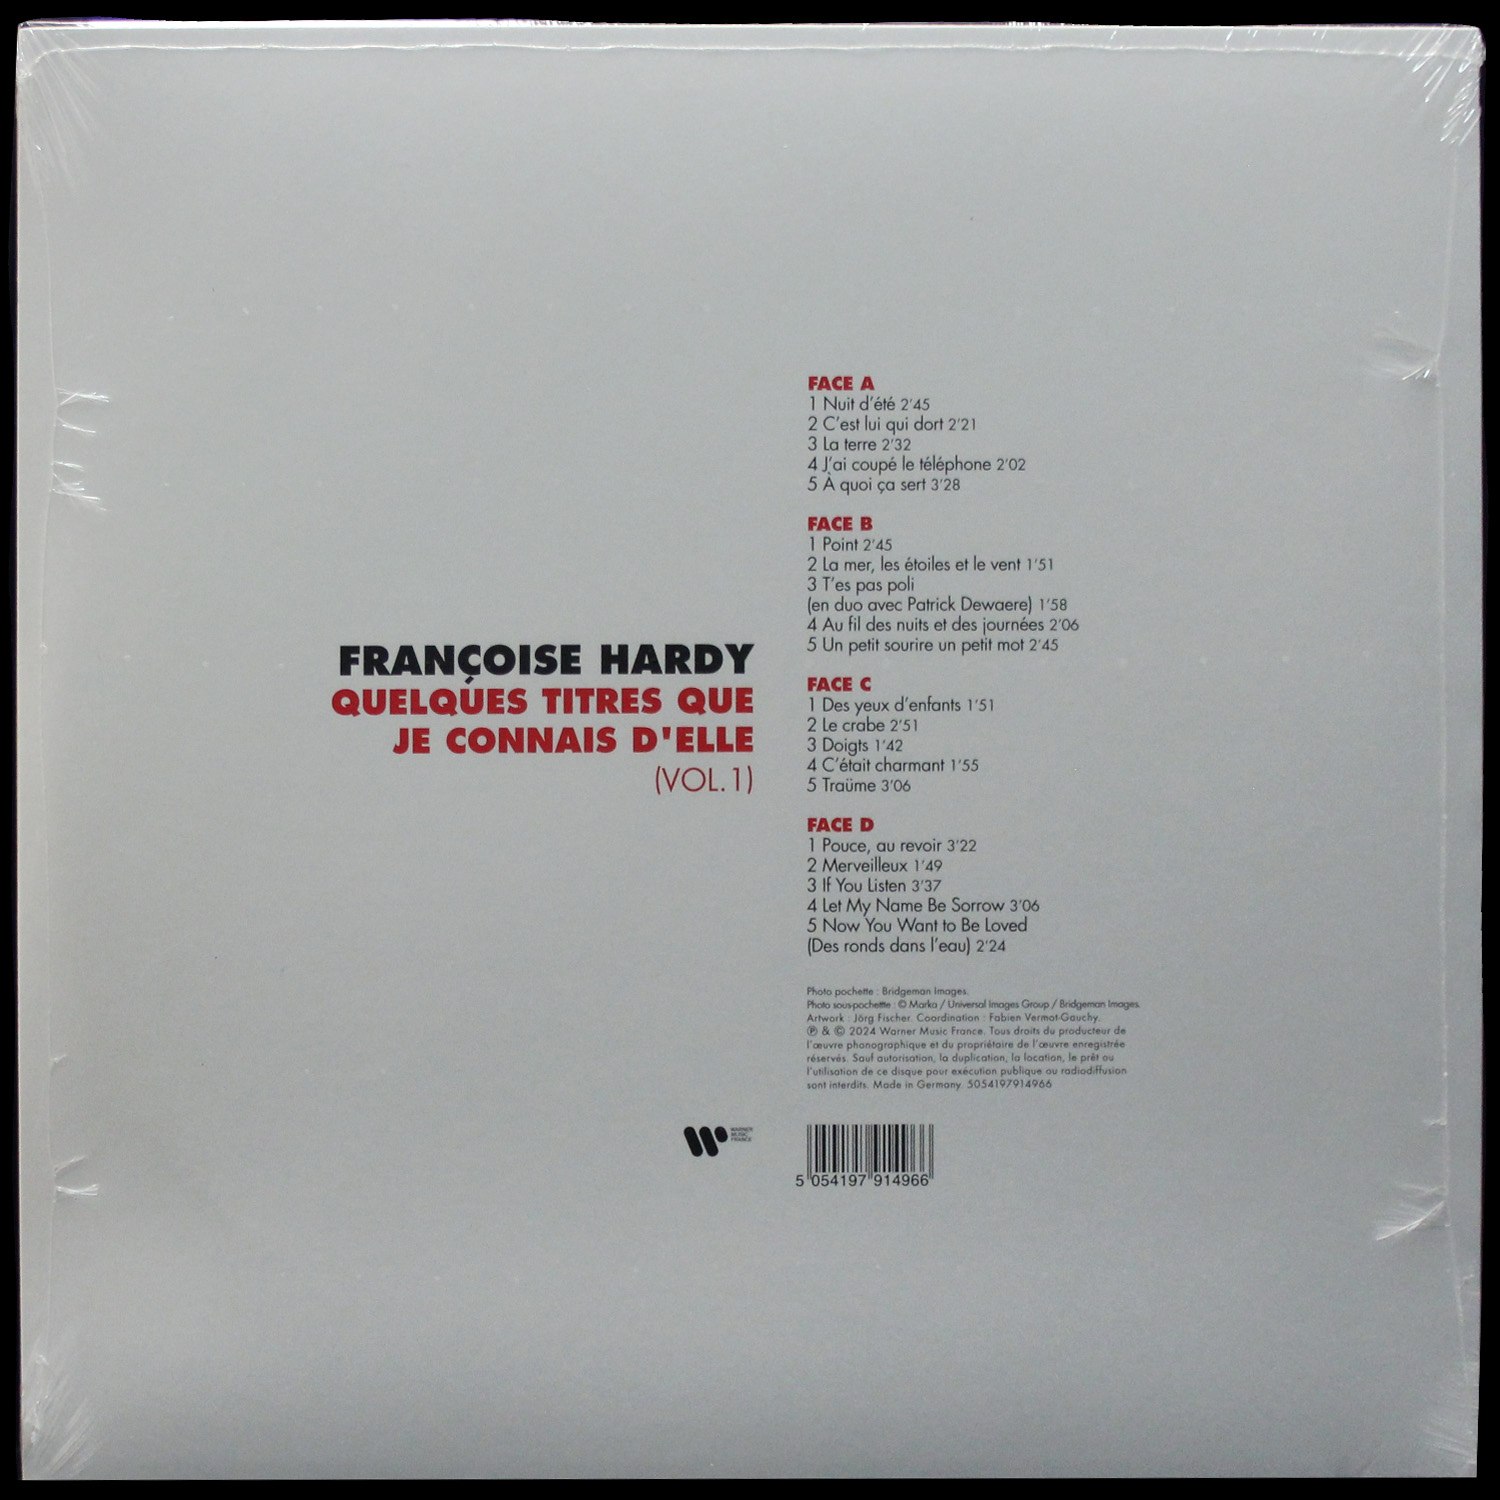 FRANÇOISE HARDY
QUELQUES TITRES QUE
JE CONNAIS D'ELLE
(VOL. 1)
FACE A
1 Nuit d'été 2'45
2 C'est lui qui dort 2'21
3 La terre 2'32
4 J'ai coupé le téléphone 2'02
5 À quoi ça sert 3'28
FACE B
1 Point 2'45
2 La mer, les étoiles et le vent 1'51
3 T'es pas poli
(en duo avec Patrick Dewaere) 1'58
4 Au fil des nuits et des journées 2'06
5 Un petit sourire un petit mot 2'45
FACE C
1 Des yeux d'enfants 1'51
2 Le crabe 2'51
3 Doigts 1'42
4 C'était charmant 1'55
5 Traüme 3'06
FACE D
1 Pouce, au revoir 3'22
2 Merveilleux 1'49
3 If You Listen 3'37
4 Let My Name Be Sorrow 3'06
5 Now You Want to Be Loved
(Des ronds dans l'eau) 2'24
Photo pochette : Bridgeman Images.
Photo sous-pochette : © Marka / Universal Images Group / Bridgeman Images.
Artwork : Jörg Fischer. Coordination : Fabien Vermot-Gauchy.
℗ & © 2024 Warner Music France. Tous droits du producteur de
l'œuvre phonographique et du propriétaire de l'œuvre enregistrée
réservés. Sauf autorisation, la duplication, la location, le prêt ou
l'utilisation de ce disque pour exécution publique ou radiodiffusion
sont interdits. Made in Germany. 5054197914966
WARNER
MUSIC
FRANCE
5 054197 914966